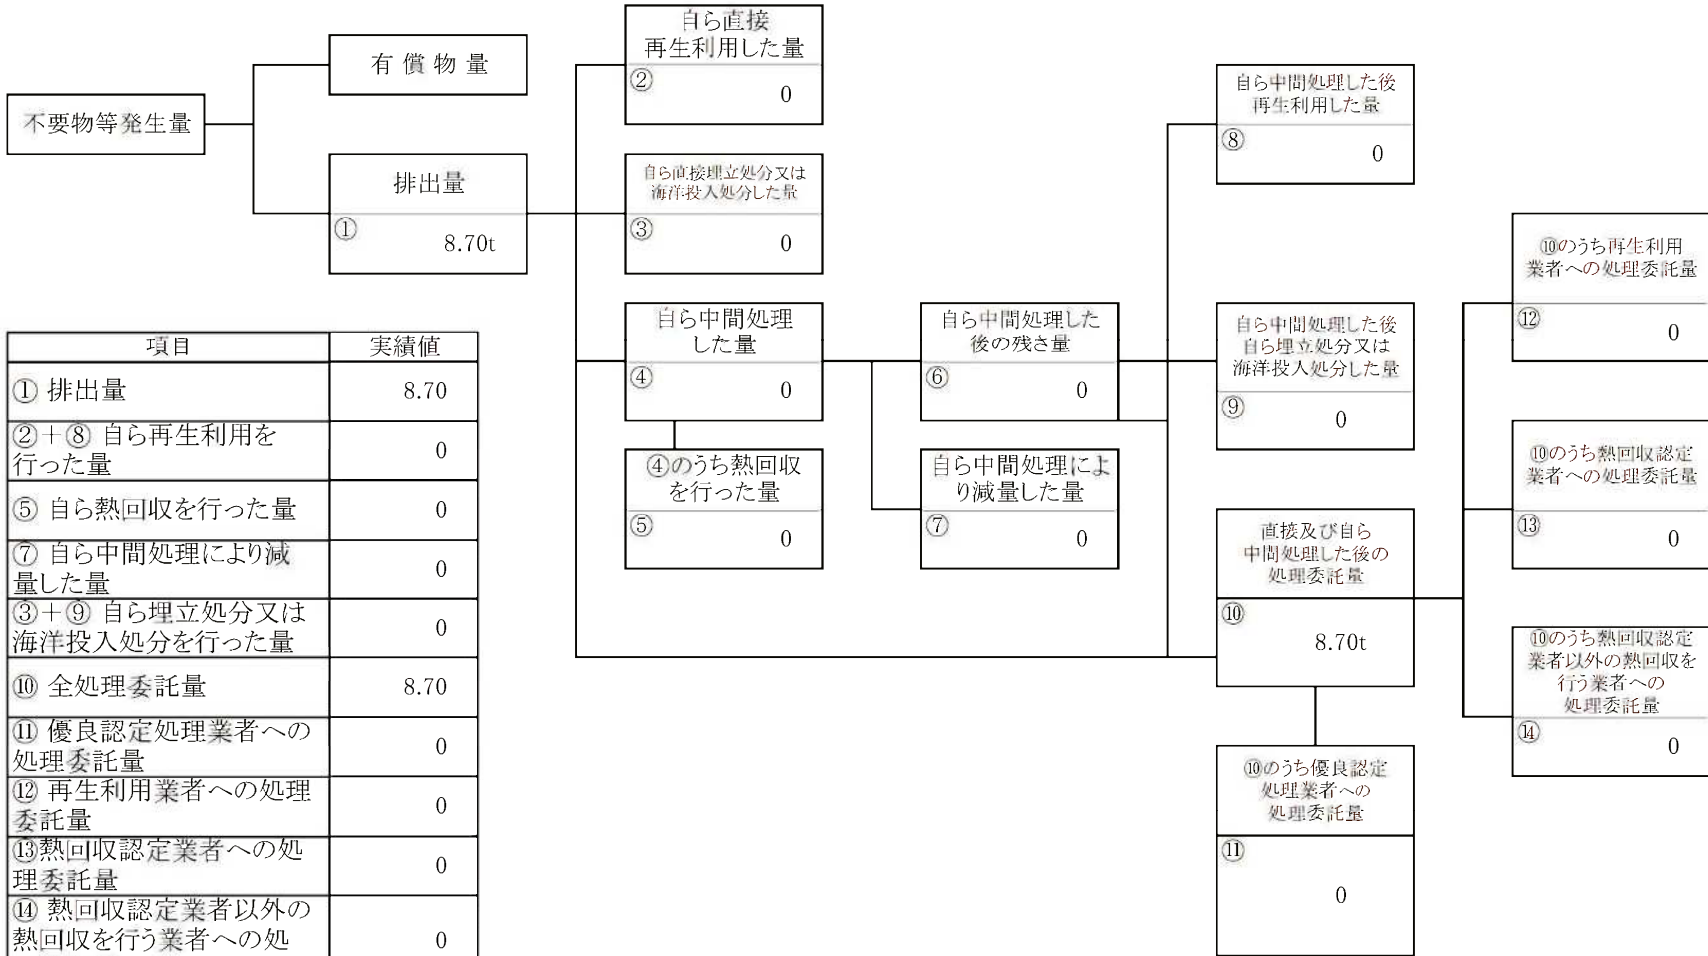 不要物等発生量
有償物量
排出量
①
8.70t
自ら直接
再生利用した量
②
0
自ら直接埋立処分又は
海洋投入処分した量
③
0
自ら中間処理
した量
④
0
④のうち熱回収
を行った量
⑤
0
自ら中間処理した
後の残さ量
⑥
0
自ら中間処理によ
り減量した量
⑦
0
自ら中間処理した後
再生利用した量
⑧
0
自ら中間処理した後
自ら埋立処分又は
海洋投入処分した量
⑨
0
直接及び自ら
中間処理した後の
処理委託量
⑩
8.70t
⑩のうち優良認定
処理業者への
処理委託量
⑪
0
⑩のうち再生利用
業者への処理委託量
⑫
0
⑩のうち熱回収認定
業者への処理委託量
⑬
0
⑩のうち熱回収認定
業者以外の熱回収を
行う業者への
処理委託量
⑭
0
項目 実績値
① 排出量 8.70
②+⑧ 自ら再生利用を
行った量 0
⑤ 自ら熱回収を行った量 0
⑦ 自ら中間処理により減
量した量 0
③+⑨ 自ら埋立処分又は
海洋投入処分を行った量 0
⑩ 全処理委託量 8.70
⑪ 優良認定処理業者への
処理委託量 0
⑫ 再生利用業者への処理
委託量 0
⑬熱回収認定業者への処
理委託量 0
⑭ 熱回収認定業者以外の
熱回収を行う業者への処 0